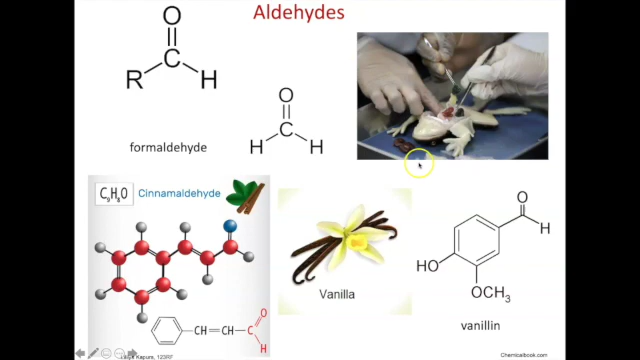 Aldehydes
O
C
R
H
formaldehyde
O
C
H
H
C9H8O
Cinnamaldehyde
CH=CH-C
O
H
Vanilla
O
H
HO
OCH3
vanillin
Chemicalbook.com